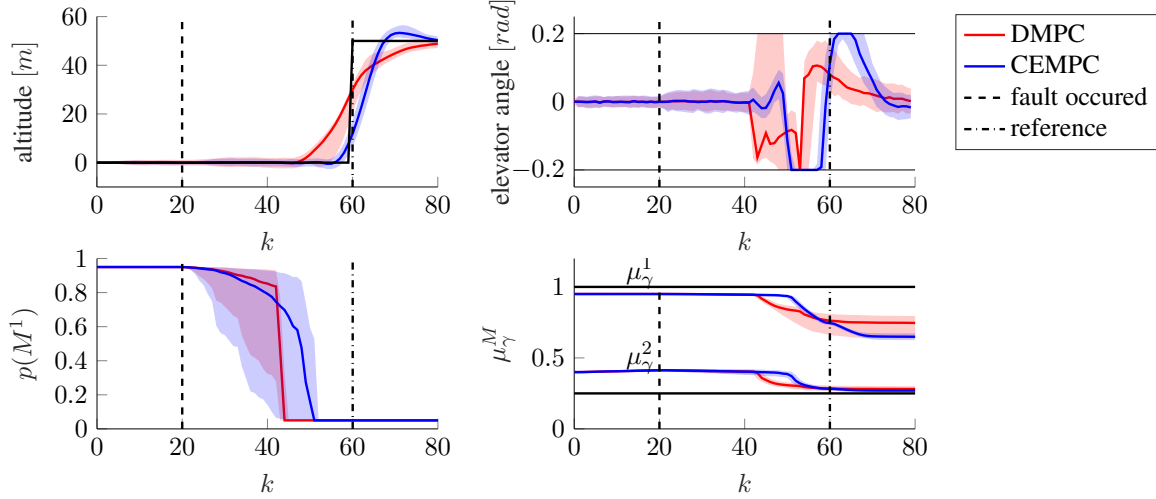 60
40
20
0
0 20 40 60 80
altitude [m]
k
0.2
0
−0.2
0 20 40 60 80
elevator angle [rad]
k
DMPC
CEMPC
fault occured
reference
1
0.8
0.6
0.4
0.2
0
0 20 40 60 80
p(M¹)
k
1
0.5
0
0 20 40 60 80
μ_γ^M
μ_γ^1
μ_γ^2
k